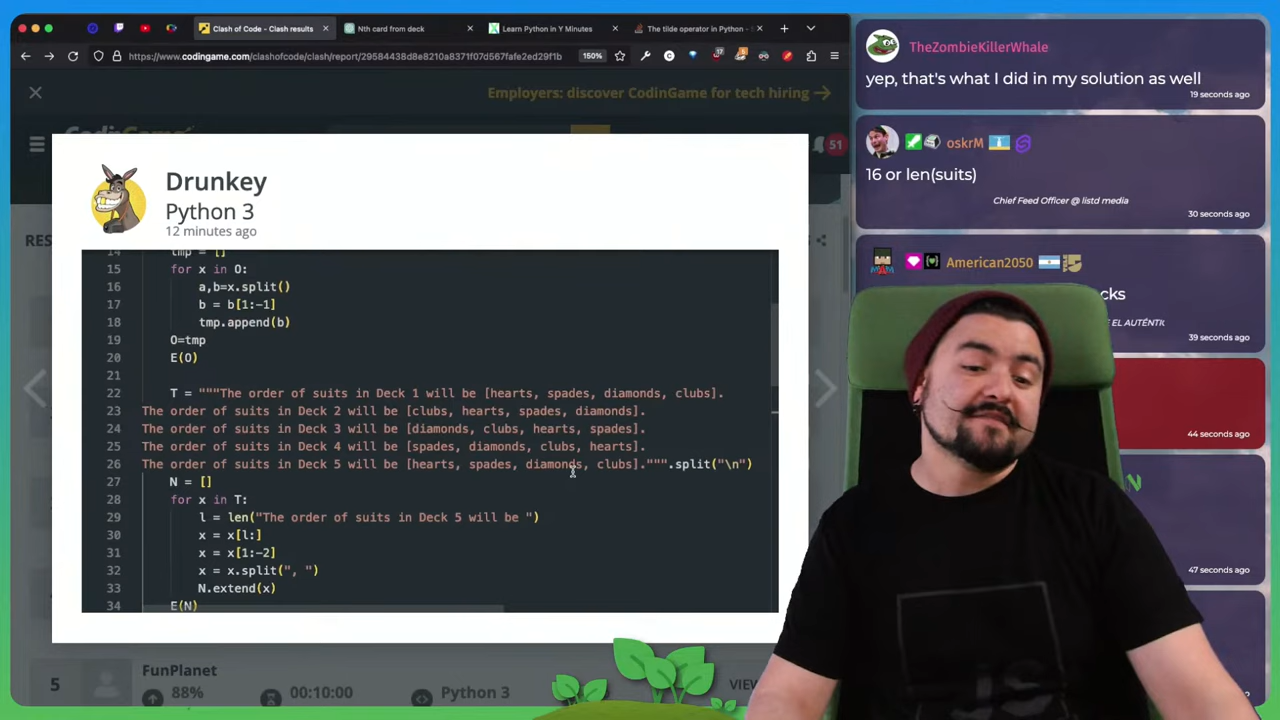 Clash of Code - Clash results
Nth card from deck
Learn Python in Y Minutes
The tilde operator in Python - S
https://www.codingame.com/clashofcode/clash/report/29584438d8e8210a8371f07d567fafe2ed29f1b
150%
Employers: discover CodinGame for tech hiring
51
Drunkey
Python 3
12 minutes ago
RES
14 tmp = []
15 for x in O:
16 a,b=x.split()
17 b = b[1:-1]
18 tmp.append(b)
19 O=tmp
20 E(O)
21
22 T = """The order of suits in Deck 1 will be [hearts, spades, diamonds, clubs].
23 The order of suits in Deck 2 will be [clubs, hearts, spades, diamonds].
24 The order of suits in Deck 3 will be [diamonds, clubs, hearts, spades].
25 The order of suits in Deck 4 will be [spades, diamonds, clubs, hearts].
26 The order of suits in Deck 5 will be [hearts, spades, diamonds, clubs].""".split("\n")
27 N = []
28 for x in T:
29 l = len("The order of suits in Deck 5 will be ")
30 x = x[l:]
31 x = x[1:-2]
32 x = x.split(", ")
33 N.extend(x)
34 E(N)
5
FunPlanet
88%
00:10:00
Python 3
VIEW
TheZombieKillerWhale
yep, that's what I did in my solution as well
19 seconds ago
oskrM
16 or len(suits)
Chief Feed Officer @ listd media
30 seconds ago
American2050
cks
EL AUTÉNTIC
39 seconds ago
44 seconds ago
47 seconds ago